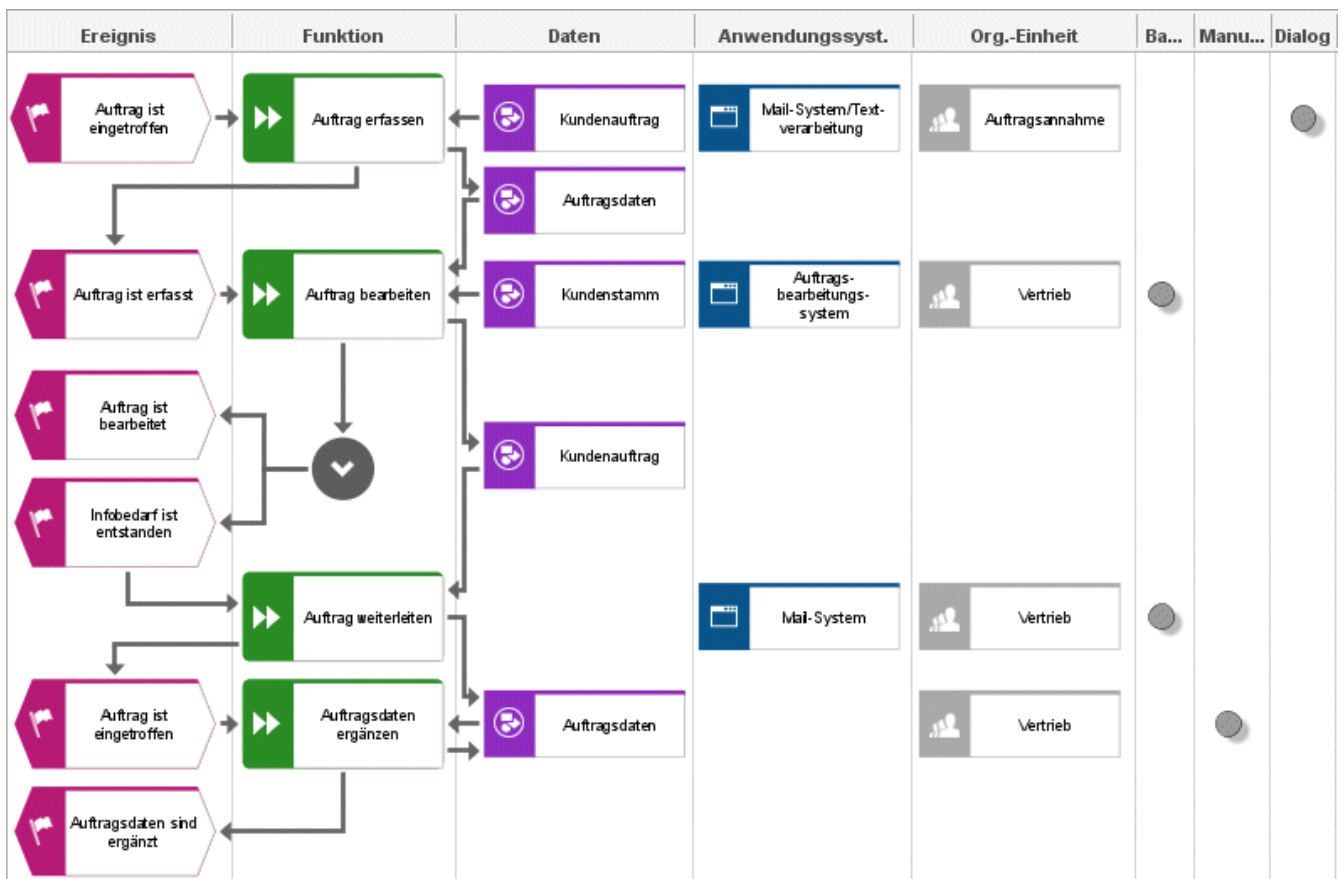 Ereignis Funktion Daten Anwendungssyst. Org.-Einheit Ba... Manu... Dialog
Auftrag ist
eingetroffen
Auftrag erfassen
Kundenauftrag
Mail-System/Text-
verarbeitung
Auftragsannahme
Auftragsdaten
Auftrag ist erfasst
Auftrag bearbeiten
Kundenstamm
Auftrags-
bearbeitungs-
system
Vertrieb
Auftrag ist
bearbeitet
Kundenauftrag
Infobedarf ist
entstanden
Auftrag weiterleiten
Mail-System
Vertrieb
Auftrag ist
eingetroffen
Auftragsdaten
ergänzen
Auftragsdaten
Vertrieb
Auftragsdaten sind
ergänzt